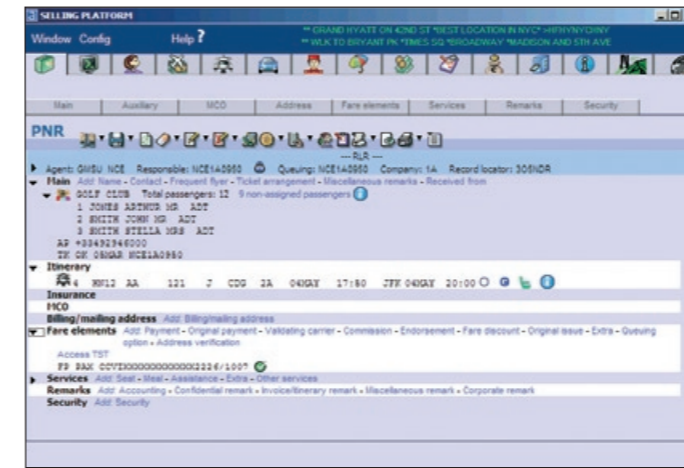 SELLING PLATFORM
Window Config Help ?
** GRAND HYATT ON 42ND ST *BEST LOCATION IN NYC* >HFHYNYCHNY
** WLK TO BRYANT PK *TIMES SQ *BROADWAY *MADISON AND 5TH AVE
Main Auxiliary MCO Address Fare elements Services Remarks Security
PNR
--- RLR ---
Agent: GMSU NCE Responsible: NCE1A0950 Queuing: NCE1A0950 Company: 1A Record locator:
Main Add: Name - Contact - Frequent flyer - Ticket arrangement - Miscellaneous remarks - Received from
GOLF CLUB Total passengers: 12 9 non-assigned passengers
1 JONES ARTHUR MR ADT
2 SMITH JOHN MR ADT
3 SMITH STELLA MRS ADT
AP +33492946000
TK OK 05MAR NCE1A0950
Itinerary
4 HN12 AA 121 J CDG 2A 04MAY 17:50 JFK 04MAY 20:00
Insurance
MCO
Billing/mailing address Add: Billing/mailing address
Fare elements Add: Payment - Original payment - Validating carrier - Commission - Endorsement - Fare discount - Original issue - Extra - Queuing
option - Address verification
Access TST
FP PAX CCVIXXXXXXXXXXXX2226/1007
Services Add: Seat - Meal - Assistance - Extra - Other services
Remarks Add: Accounting - Confidential remark - Invoice/itinerary remark - Miscellaneous remark - Corporate remark
Security Add: Security